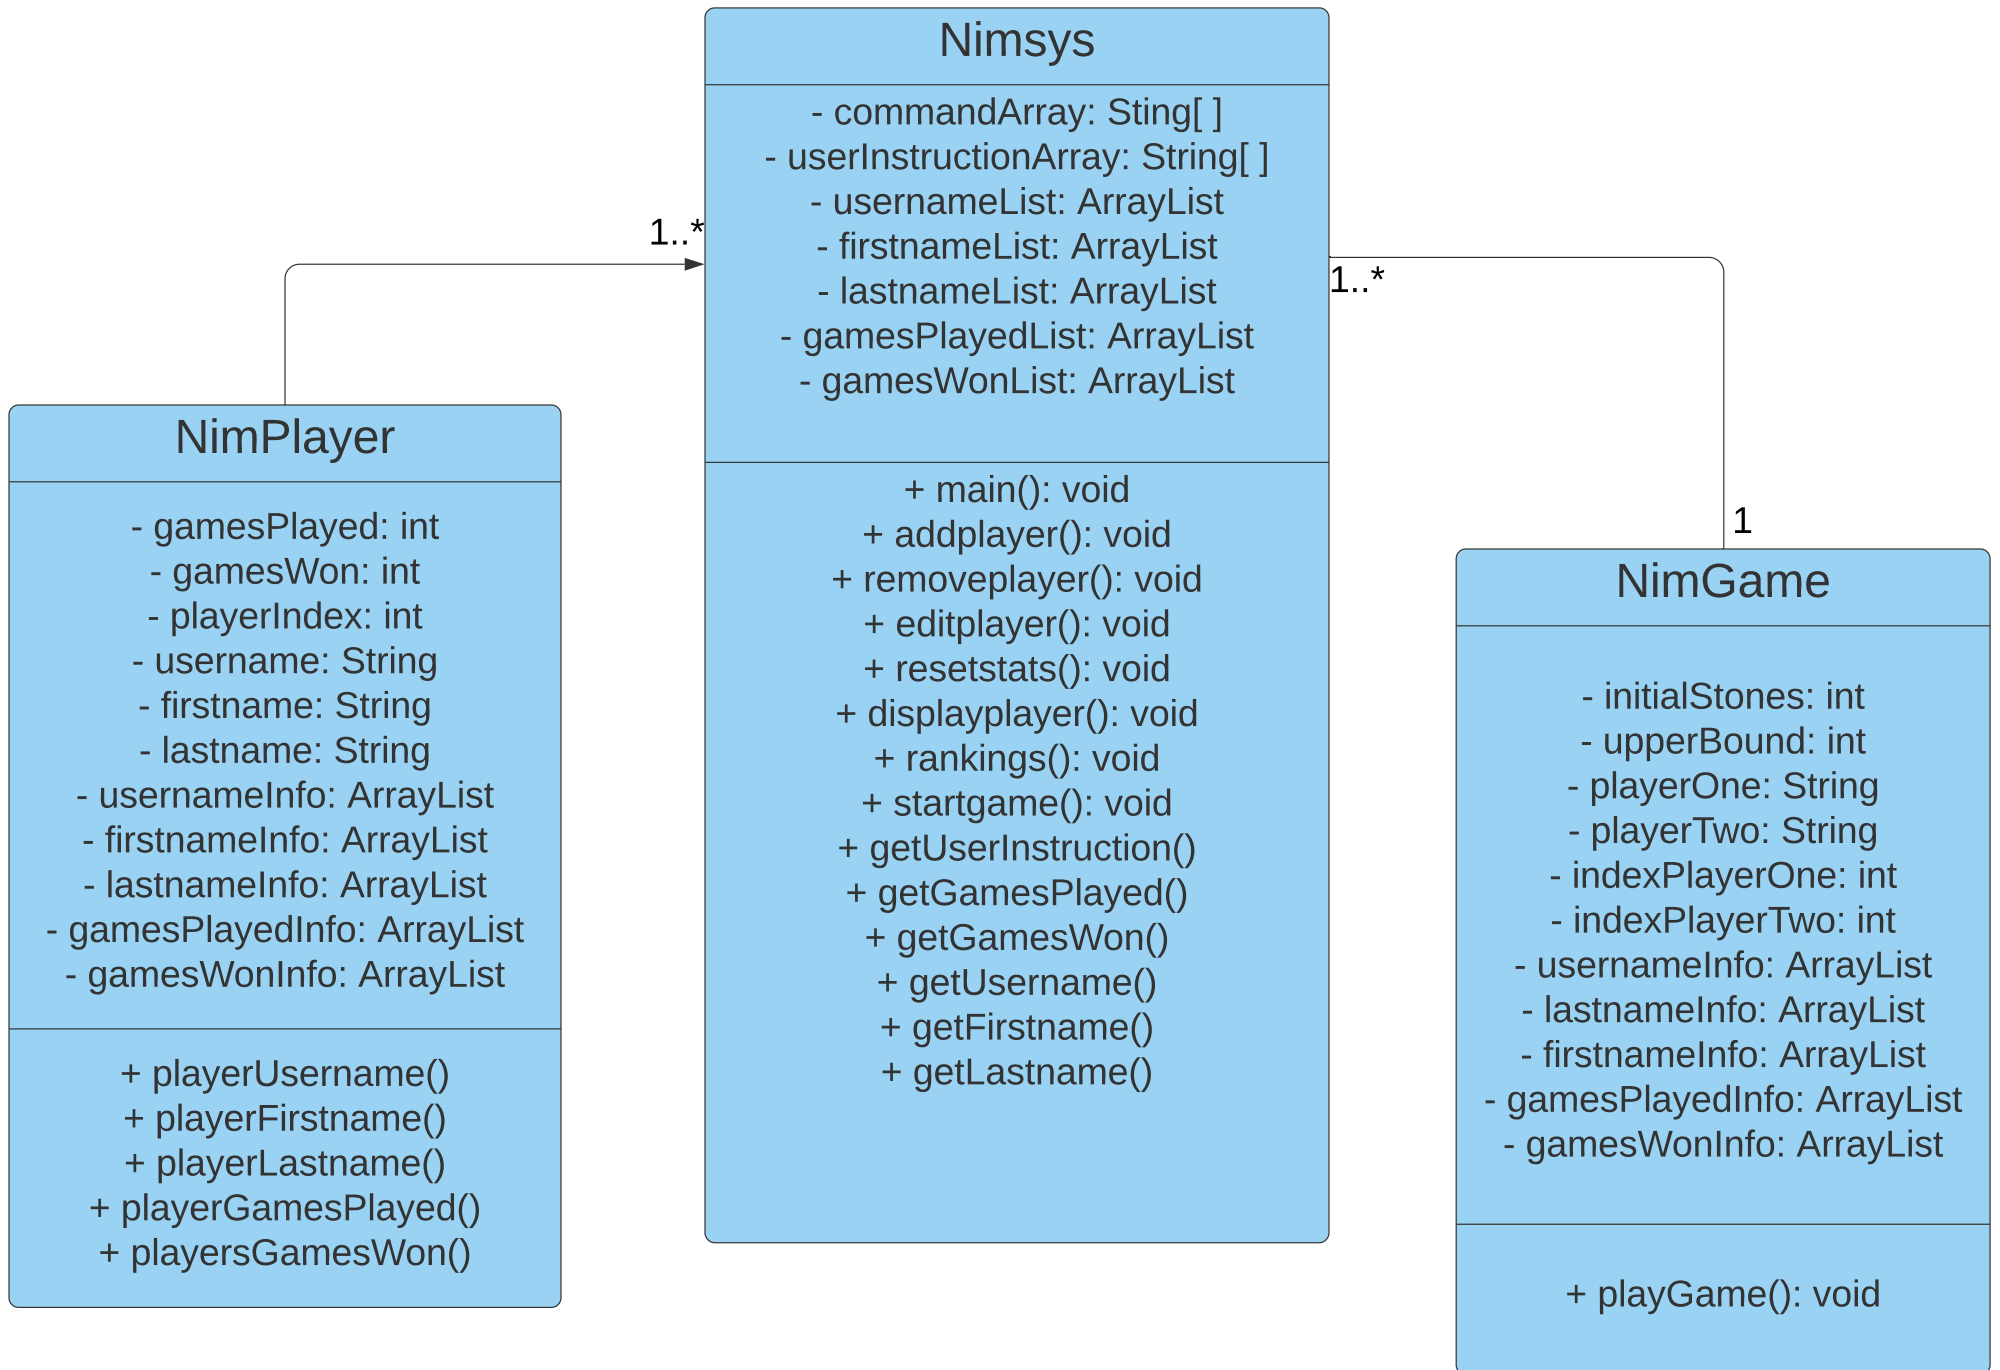 Nimsys
- commandArray: Sting[ ]
- userInstructionArray: String[ ]
- usernameList: ArrayList
- firstnameList: ArrayList
- lastnameList: ArrayList
- gamesPlayedList: ArrayList
- gamesWonList: ArrayList
+ main(): void
+ addplayer(): void
+ removeplayer(): void
+ editplayer(): void
+ resetstats(): void
+ displayplayer(): void
+ rankings(): void
+ startgame(): void
+ getUserInstruction()
+ getGamesPlayed()
+ getGamesWon()
+ getUsername()
+ getFirstname()
+ getLastname()
1..*
1..*
1
NimPlayer
- gamesPlayed: int
- gamesWon: int
- playerIndex: int
- username: String
- firstname: String
- lastname: String
- usernameInfo: ArrayList
- firstnameInfo: ArrayList
- lastnameInfo: ArrayList
- gamesPlayedInfo: ArrayList
- gamesWonInfo: ArrayList
+ playerUsername()
+ playerFirstname()
+ playerLastname()
+ playerGamesPlayed()
+ playersGamesWon()
NimGame
- initialStones: int
- upperBound: int
- playerOne: String
- playerTwo: String
- indexPlayerOne: int
- indexPlayerTwo: int
- usernameInfo: ArrayList
- lastnameInfo: ArrayList
- firstnameInfo: ArrayList
- gamesPlayedInfo: ArrayList
- gamesWonInfo: ArrayList
+ playGame(): void